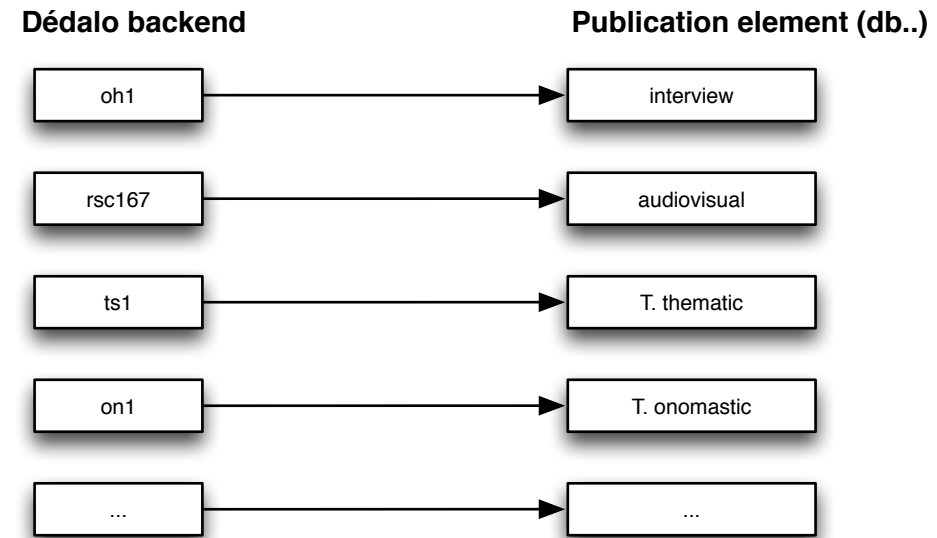 Dédalo backend
Publication element (db..)
oh1
interview
rsc167
audiovisual
ts1
T. thematic
on1
T. onomastic
...
...